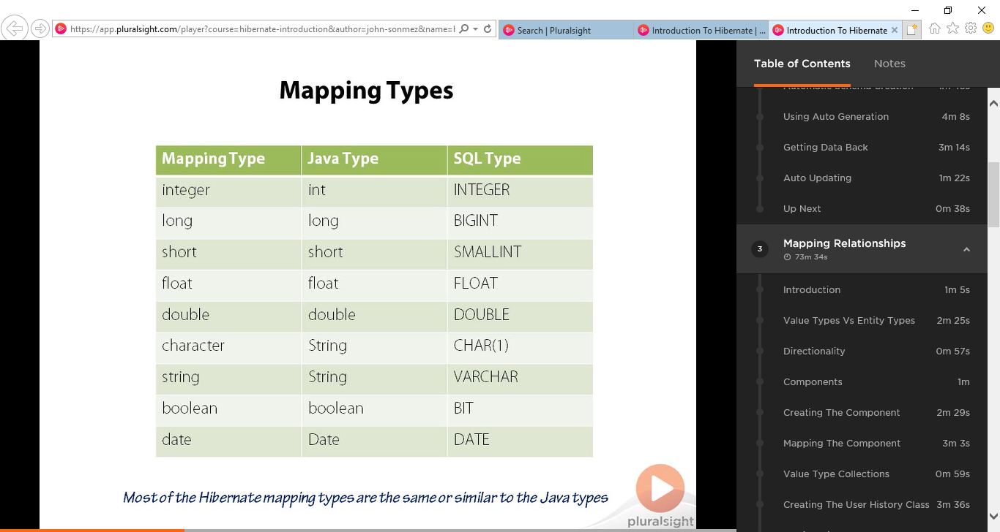 https://app.pluralsight.com/player?course=hibernate-introduction&author=john-sonmez&name=
Search | Pluralsight
Introduction To Hibernate | ...
Introduction To Hibernate
Mapping Types
Mapping Type Java Type SQL Type
integer int INTEGER
long long BIGINT
short short SMALLINT
float float FLOAT
double double DOUBLE
character String CHAR(1)
string String VARCHAR
boolean boolean BIT
date Date DATE
Most of the Hibernate mapping types are the same or similar to the Java types
pluralsight
Table of Contents Notes
Automatic Schema Creation
Using Auto Generation 4m 8s
Getting Data Back 3m 14s
Auto Updating 1m 22s
Up Next 0m 38s
3 Mapping Relationships
73m 34s
Introduction 1m 5s
Value Types Vs Entity Types 2m 25s
Directionality 0m 57s
Components 1m
Creating The Component 2m 29s
Mapping The Component 3m 3s
Value Type Collections 0m 59s
Creating The User History Class 3m 36s